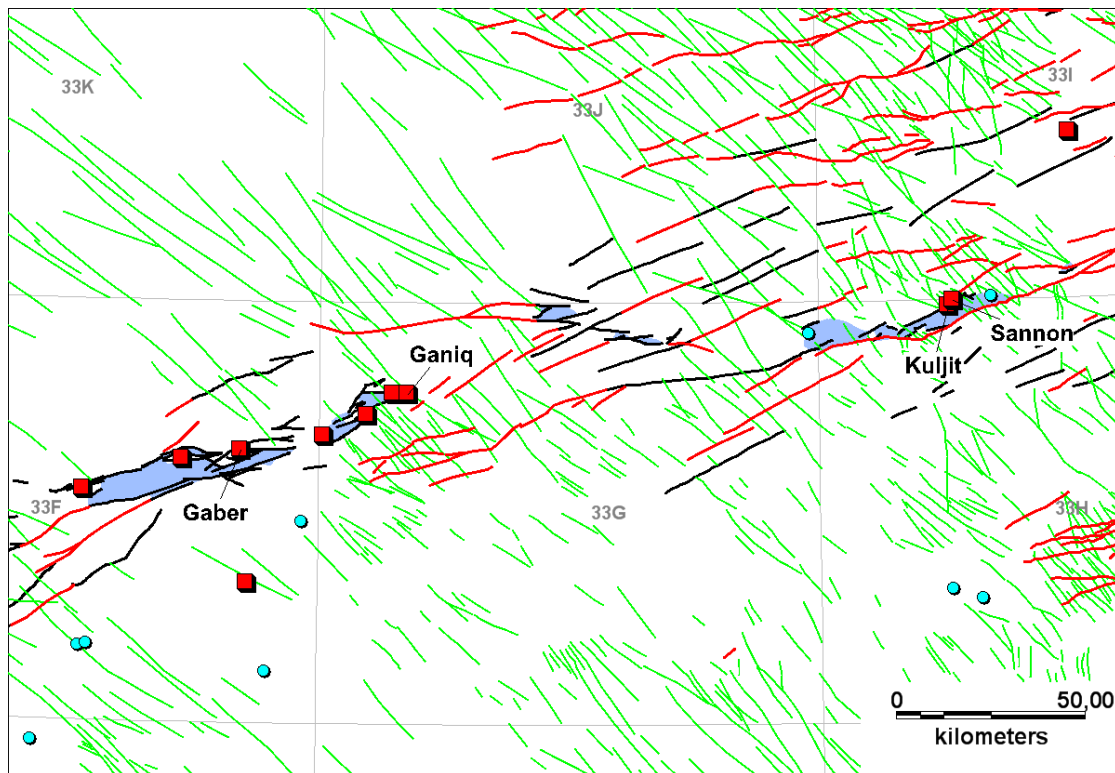 33K
33J
33I
Ganiq
Sannon
Kuljit
33F
Gaber
33G
33H
0 50,00
kilometers